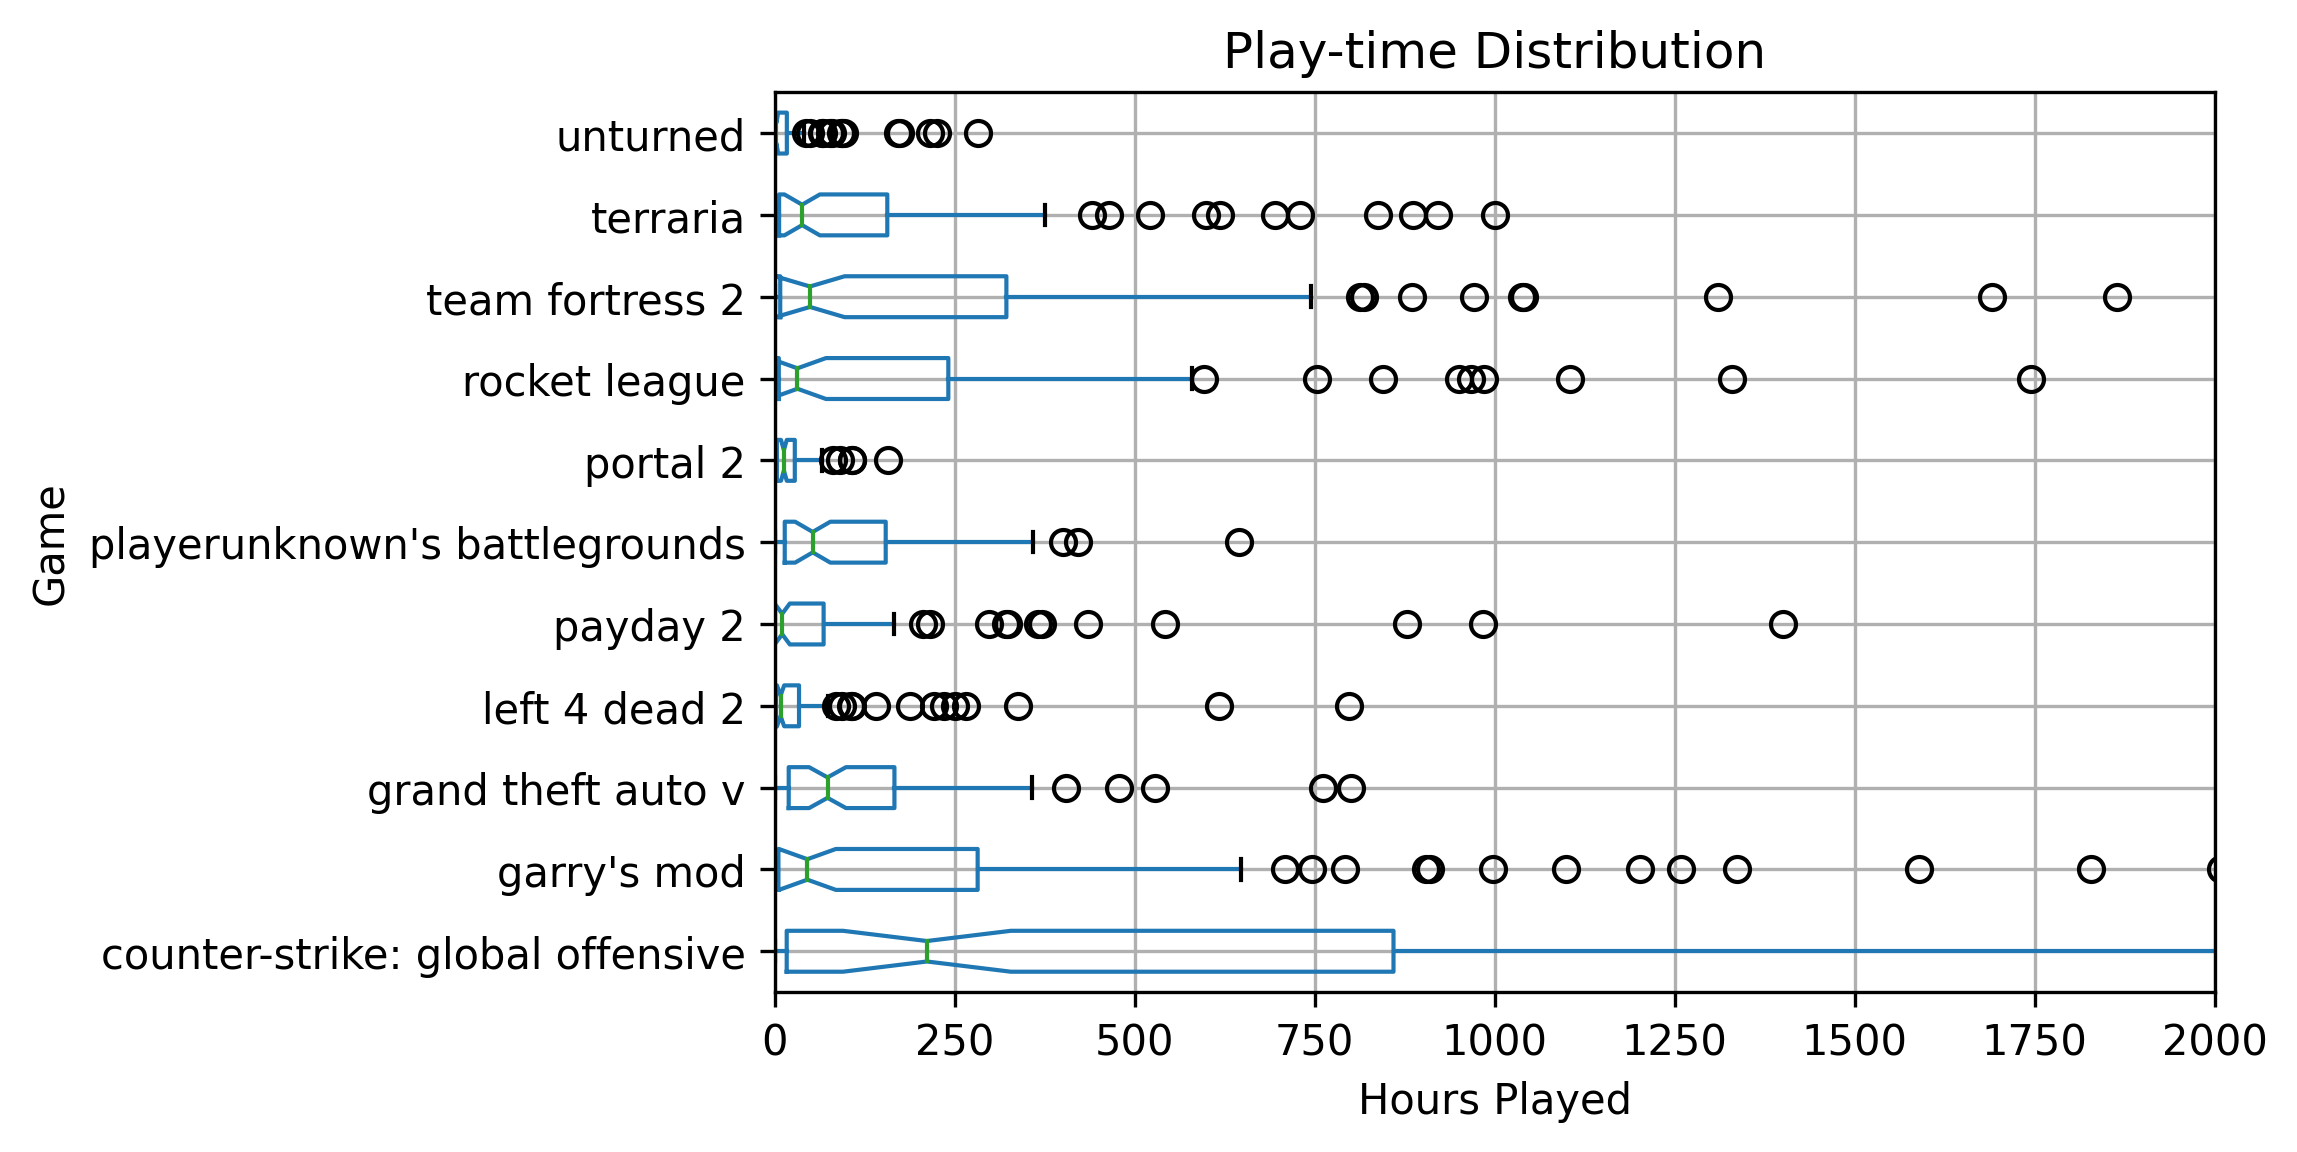 Play-time Distribution
unturned
terraria
team fortress 2
rocket league
portal 2
playerunknown's battlegrounds
payday 2
left 4 dead 2
grand theft auto v
garry's mod
counter-strike: global offensive
Game
0 250 500 750 1000 1250 1500 1750 2000
Hours Played